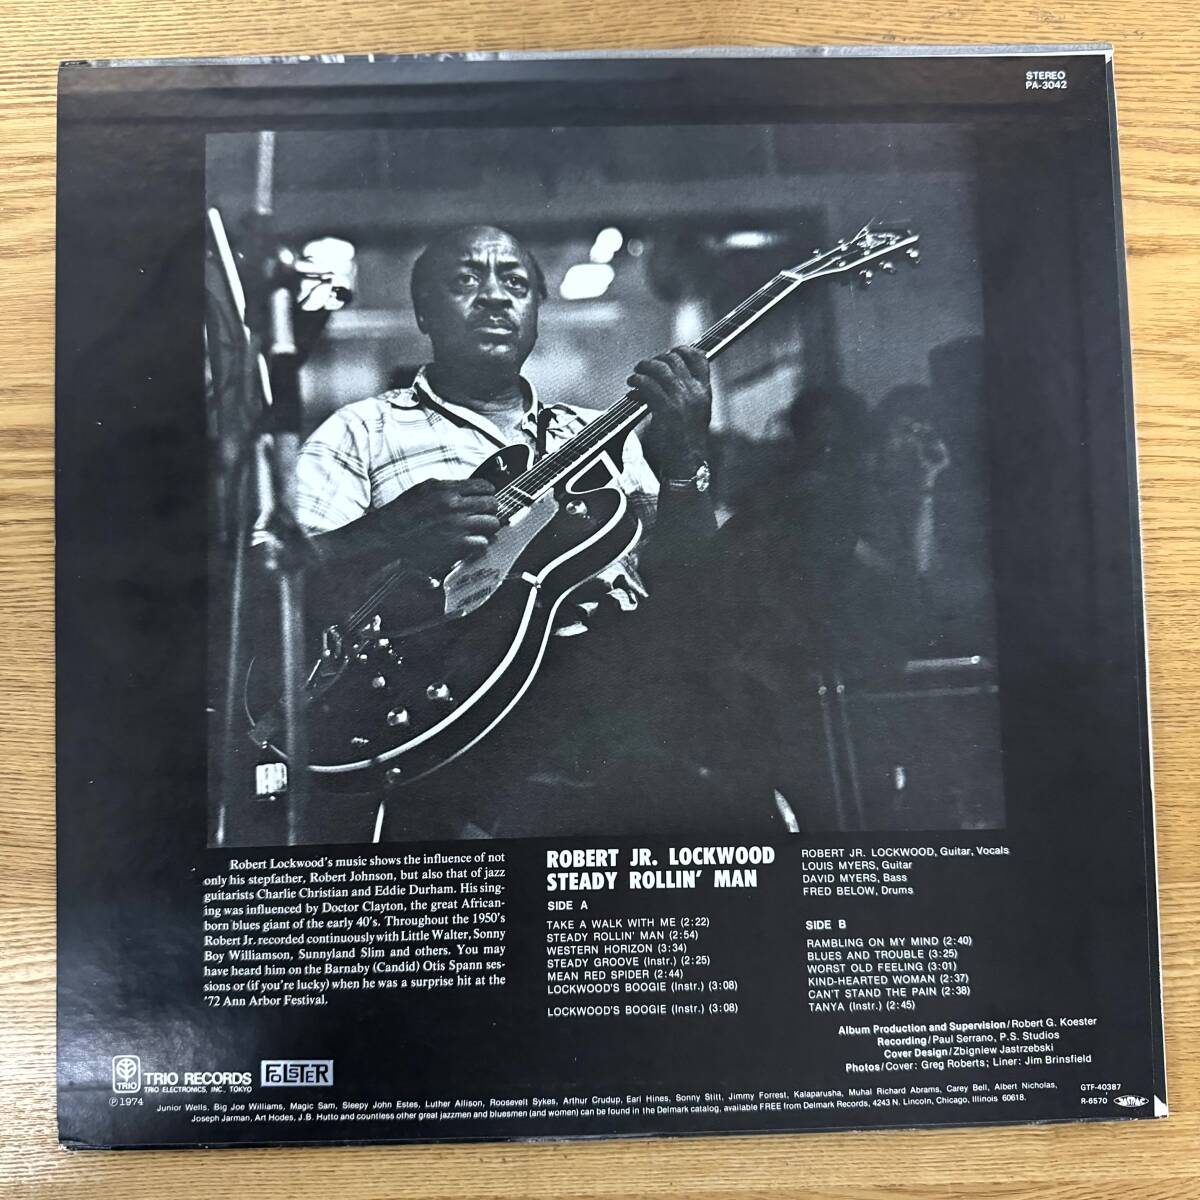 STEREO
PA-3042
Robert Lockwood's music shows the influence of not
only his stepfather, Robert Johnson, but also that of jazz
guitarists Charlie Christian and Eddie Durham. His sing-
ing was influenced by Doctor Clayton, the great African-
born blues giant of the early 40's. Throughout the 1950's
Robert Jr. recorded continuously with Little Walter, Sonny
Boy Williamson, Sunnyland Slim and others. You may
have heard him on the Barnaby (Candid) Otis Spann ses-
sions or (if you're lucky) when he was a surprise hit at the
'72 Ann Arbor Festival.
ROBERT JR. LOCKWOOD
STEADY ROLLIN' MAN
SIDE A
TAKE A WALK WITH ME (2:22)
STEADY ROLLIN' MAN (2:54)
WESTERN HORIZON (3:34)
STEADY GROOVE (Instr.) (2:25)
MEAN RED SPIDER (2:44)
LOCKWOOD'S BOOGIE (Instr.) (3:08)
LOCKWOOD'S BOOGIE (Instr.) (3:08)
ROBERT JR. LOCKWOOD, Guitar, Vocals
LOUIS MYERS, Guitar
DAVID MYERS, Bass
FRED BELOW, Drums
SIDE B
RAMBLING ON MY MIND (2:40)
BLUES AND TROUBLE (3:25)
WORST OLD FEELING (3:01)
KIND-HEARTED WOMAN (2:37)
CAN'T STAND THE PAIN (2:38)
TANYA (Instr.) (2:45)
Album Production and Supervision/Robert G. Koester
Recording/Paul Serrano, P.S. Studios
Cover Design/Zbigniew Jastrzebski
Photos/Cover: Greg Roberts; Liner: Jim Brinsfield
TRIO
TRIO RECORDS
TRIO ELECTRONICS, INC., TOKYO
℗1974
POLSTER
Junior Wells, Big Joe Williams, Magic Sam, Sleepy John Estes, Luther Allison, Roosevelt Sykes, Arthur Crudup, Earl Hines, Sonny Stitt, Jimmy Forrest, Kalaparusha, Muhal Richard Abrams, Carey Bell, Albert Nicholas,
Joseph Jarman, Art Hodes, J.B. Hutto and countless other great jazzmen and bluesmen (and women) can be found in the Delmark catalog, available FREE from Delmark Records, 4243 N. Lincoln, Chicago, Illinois 60618.
GTF-40387
R-6570